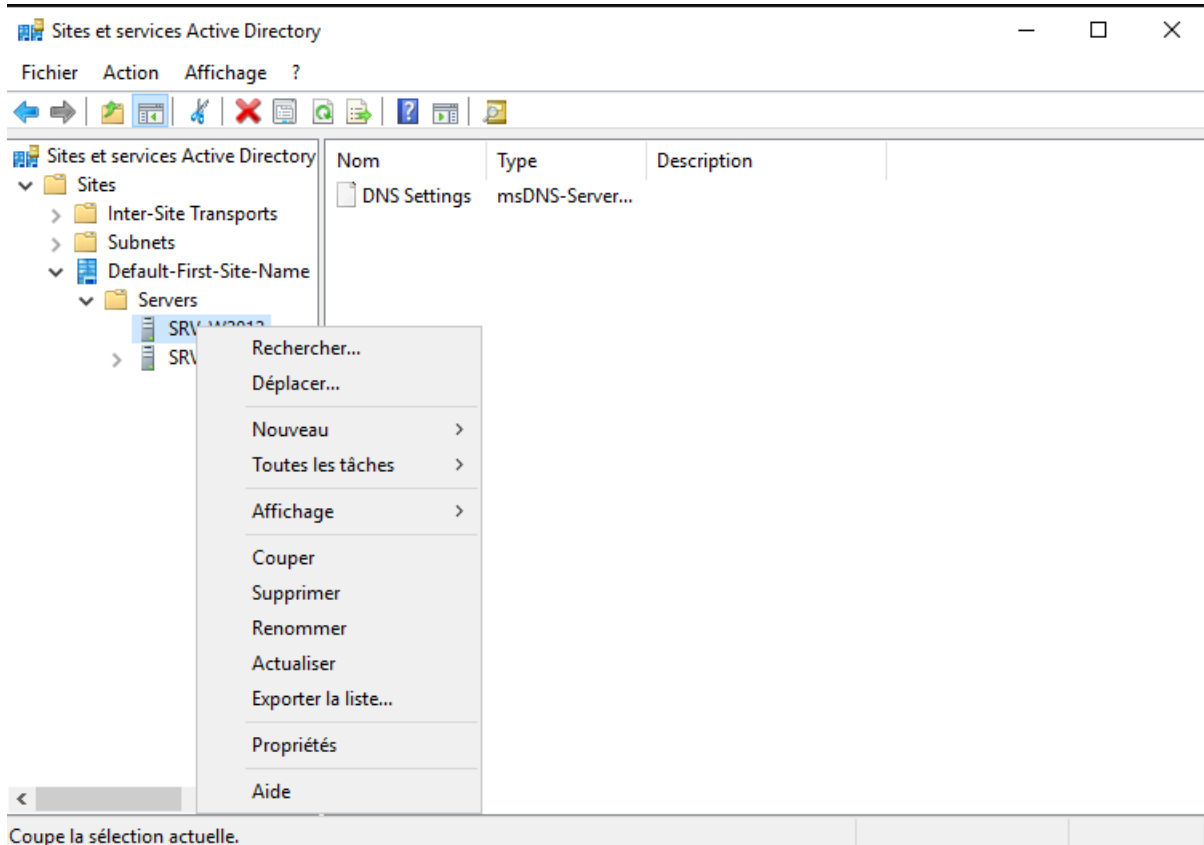 Sites et services Active Directory
Fichier Action Affichage ?
Sites et services Active Directory
Sites
Inter-Site Transports
Subnets
Default-First-Site-Name
Servers
SRV
Nom Type Description
DNS Settings msDNS-Server...
Rechercher...
Déplacer...
Nouveau
Toutes les tâches
Affichage
Couper
Supprimer
Renommer
Actualiser
Exporter la liste...
Propriétés
Aide
Coupe la sélection actuelle.